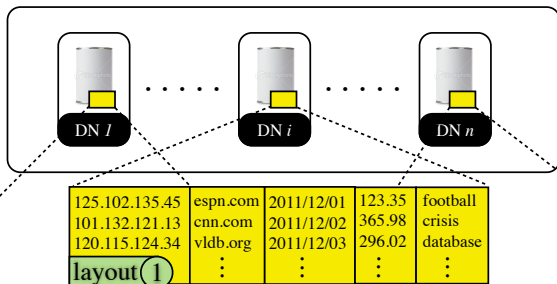 DN 1
DN i
DN n
125.102.135.45 espn.com 2011/12/01 123.35 football
101.132.121.13 cnn.com 2011/12/02 365.98 crisis
120.115.124.34 vldb.org 2011/12/03 296.02 database
layout 1